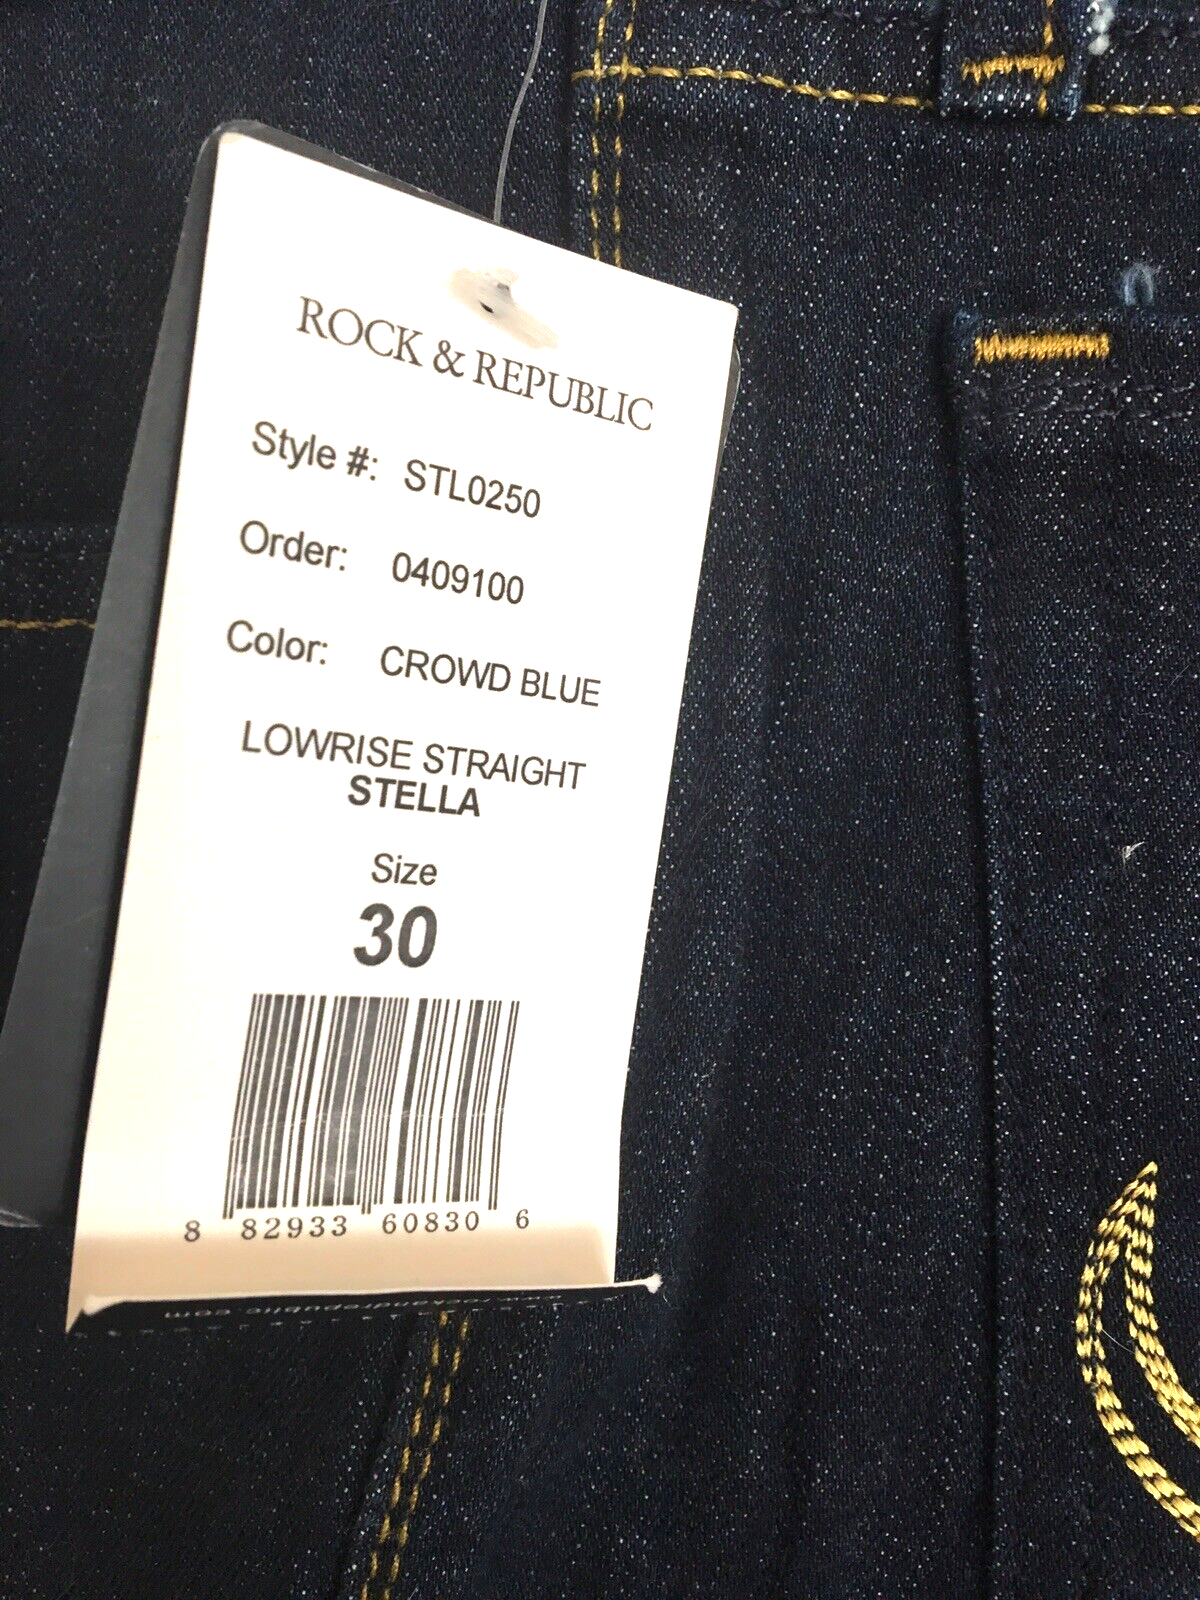 ROCK & REPUBLIC
Style #: STL0250
Order: 0409100
Color: CROWD BLUE
LOWRISE STRAIGHT
STELLA
Size
30
8 82933 60830 6